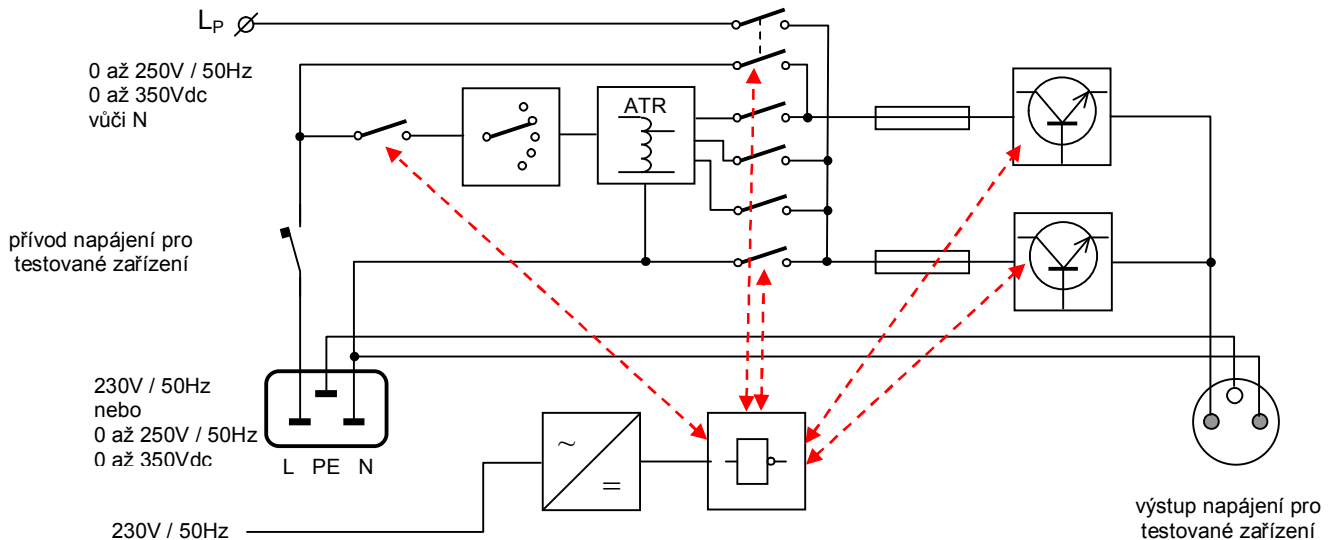 LP
0 až 250V / 50Hz
0 až 350Vdc
vůči N
ATR
přívod napájení pro
testované zařízení
230V / 50Hz
nebo
0 až 250V / 50Hz
0 až 350Vdc
L PE N
~
=
230V / 50Hz
výstup napájení pro
testované zařízení